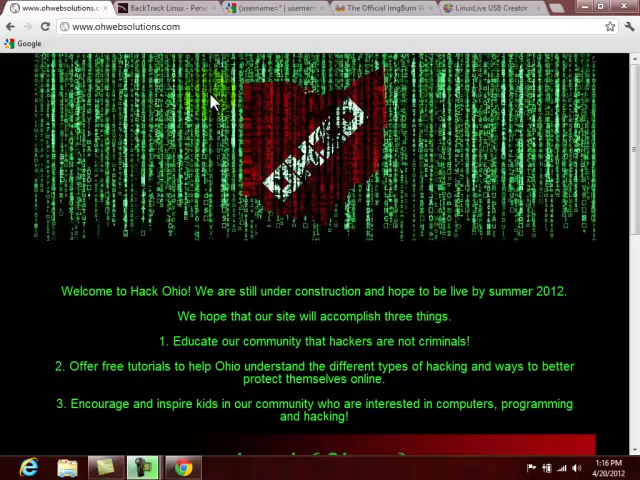 www.ohwebsolutions.com
BackTrack Linux - Pene
(username=* | usernam
The Official ImgBurn W
LinuxLive USB Creator
www.ohwebsolutions.com
Google
OHIO
Welcome to Hack Ohio! We are still under construction and hope to be live by summer 2012.
We hope that our site will accomplish three things.
1. Educate our community that hackers are not criminals!
2. Offer free tutorials to help Ohio understand the different types of hacking and ways to better
protect themselves online.
3. Encourage and inspire kids in our community who are interested in computers, programming
and hacking!
1:16 PM
4/20/2012